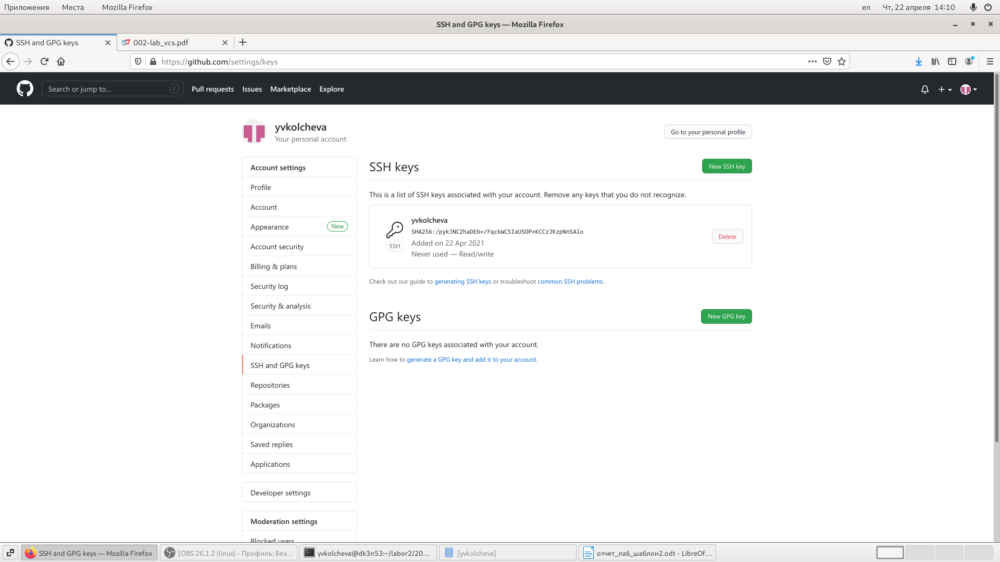 Приложения Места Mozilla Firefox en Чт, 22 апреля 14:10
SSH and GPG keys — Mozilla Firefox
SSH and GPG keys 002-lab_vcs.pdf
https://github.com/settings/keys
Search or jump to... / Pull requests Issues Marketplace Explore
yvkolcheva
Your personal account
Go to your personal profile
Account settings
Profile
Account
Appearance New
Account security
Billing & plans
Security log
Security & analysis
Emails
Notifications
SSH and GPG keys
Repositories
Packages
Organizations
Saved replies
Applications
Developer settings
Moderation settings
Blocked users
SSH keys
New SSH key
This is a list of SSH keys associated with your account. Remove any keys that you do not recognize.
yvkolcheva
SHA256:/pykJNCZhaDEb+/FqckWCSIaUSOP+KCCzJKzpNnSAlo
Added on 22 Apr 2021
Never used — Read/write
SSH
Delete
Check out our guide to generating SSH keys or troubleshoot common SSH problems.
GPG keys
New GPG key
There are no GPG keys associated with your account.
Learn how to generate a GPG key and add it to your account.
SSH and GPG keys — Mozilla Firefox [OBS 26.1.2 (linux) - Профиль: Без... yvkolcheva@dk3n53:~/labor2/20... [yvkolcheva] отчет_лаб_шаблон2.odt - LibreOf...